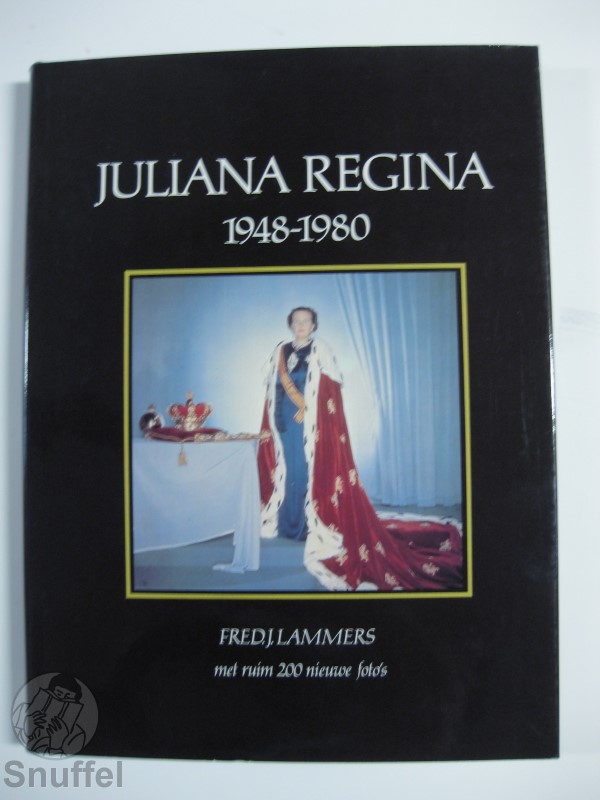 JULIANA REGINA
1948-1980
FRED.J. LAMMERS
met ruim 200 nieuwe foto's
Snuffel